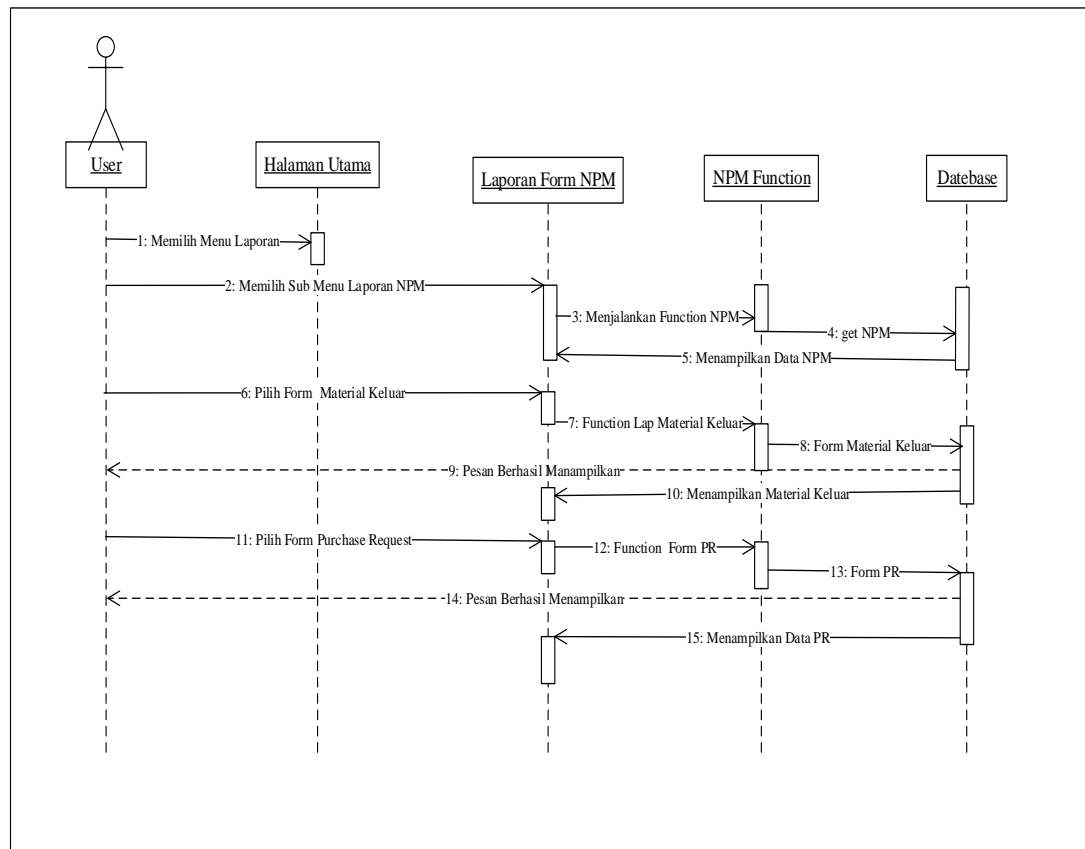 User
Halaman Utama
Laporan Form NPM
NPM Function
Datebase
1: Memilih Menu Laporan
2: Memilih Sub Menu Laporan NPM
3: Menjalankan Function NPM
4: get NPM
5: Menampilkan Data NPM
6: Pilih Form Material Keluar
7: Function Lap Material Keluar
8: Form Material Keluar
9: Pesan Berhasil Manampilkan
10: Menampilkan Material Keluar
11: Pilih Form Purchase Request
12: Function Form PR
13: Form PR
14: Pesan Berhasil Menampilkan
15: Menampilkan Data PR